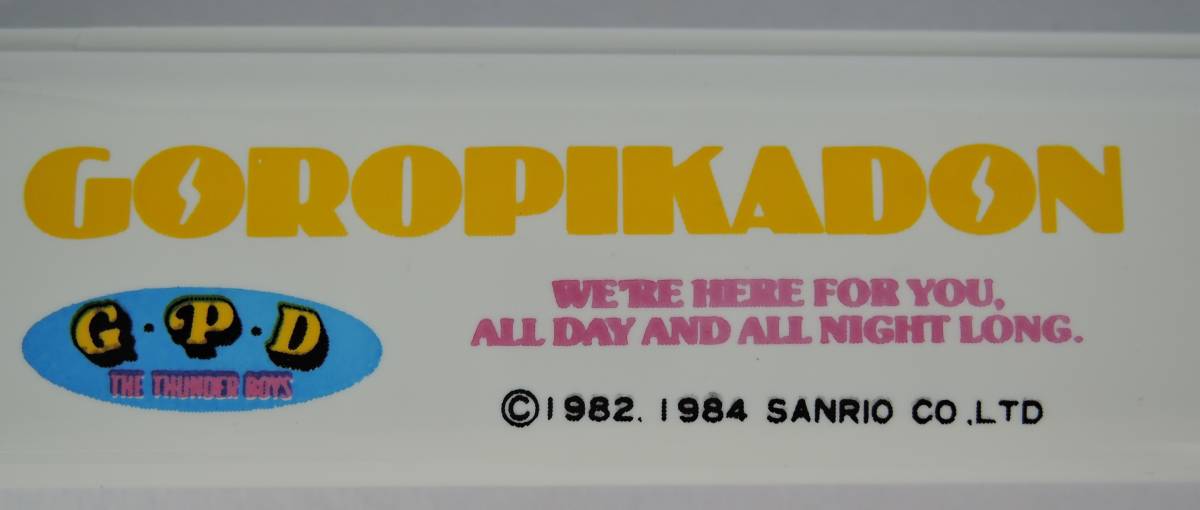 GOROPIKADON
G·P·D
THE THUNDER BOYS
WE'RE HERE FOR YOU,
ALL DAY AND ALL NIGHT LONG.
©1982, 1984 SANRIO CO.,LTD